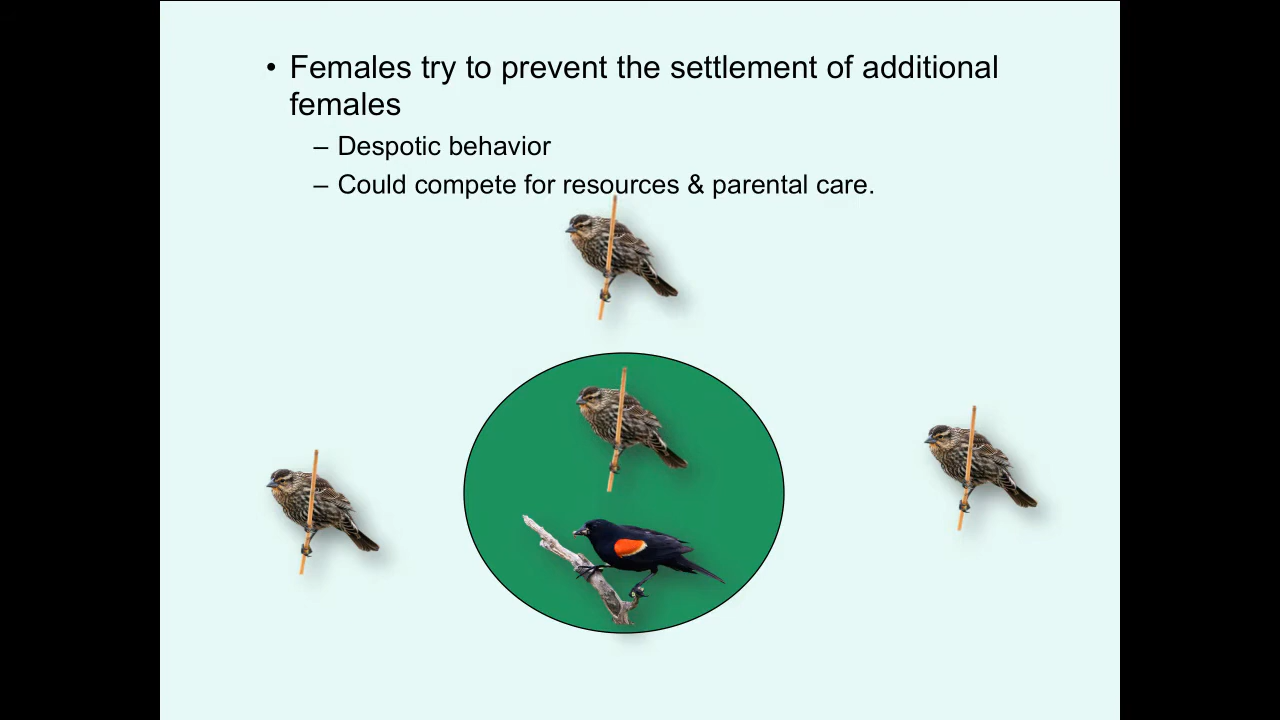 • Females try to prevent the settlement of additional
females
– Despotic behavior
– Could compete for resources & parental care.